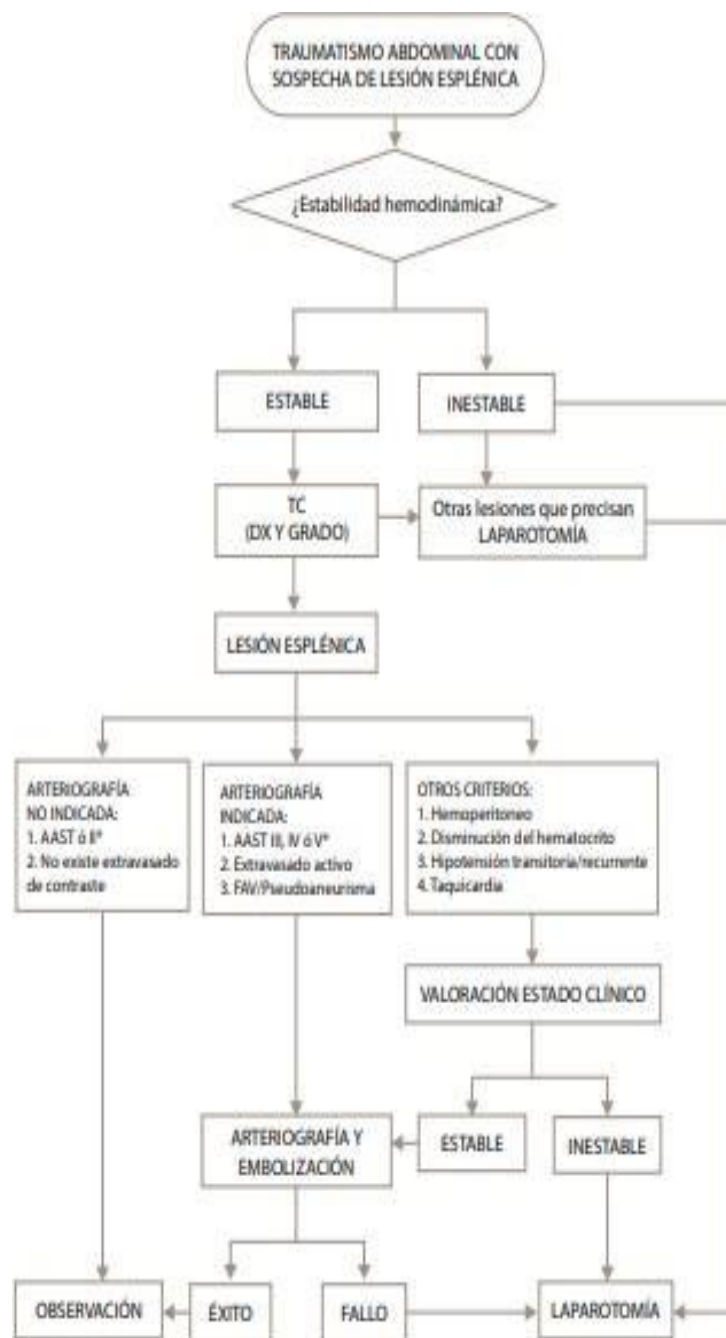 TRAUMATISMO ABDOMINAL CON
SOSPECHA DE LESIÓN ESPLÉNICA
¿Estabilidad hemodinámica?
ESTABLE
INESTABLE
TC
(DX Y GRADO)
Otras lesiones que precisan
LAPAROTOMÍA
LESIÓN ESPLÉNICA
ARTERIOGRAFÍA
NO INDICADA:
1. AAST ó II*
2. No existe extravasado
de contraste
ARTERIOGRAFÍA
INDICADA:
1. AAST III, IV ó V*
2. Extravasado activo
3. FAV/Pseudoaneurisma
OTROS CRITERIOS:
1. Hemoperitoneo
2. Disminución del hematocrito
3. Hipotensión transitoria/recurrente
4. Taquicardia
VALORACIÓN ESTADO CLÍNICO
ARTERIOGRAFÍA Y
EMBOLIZACIÓN
ESTABLE
INESTABLE
OBSERVACIÓN
ÉXITO
FALLO
LAPAROTOMÍA